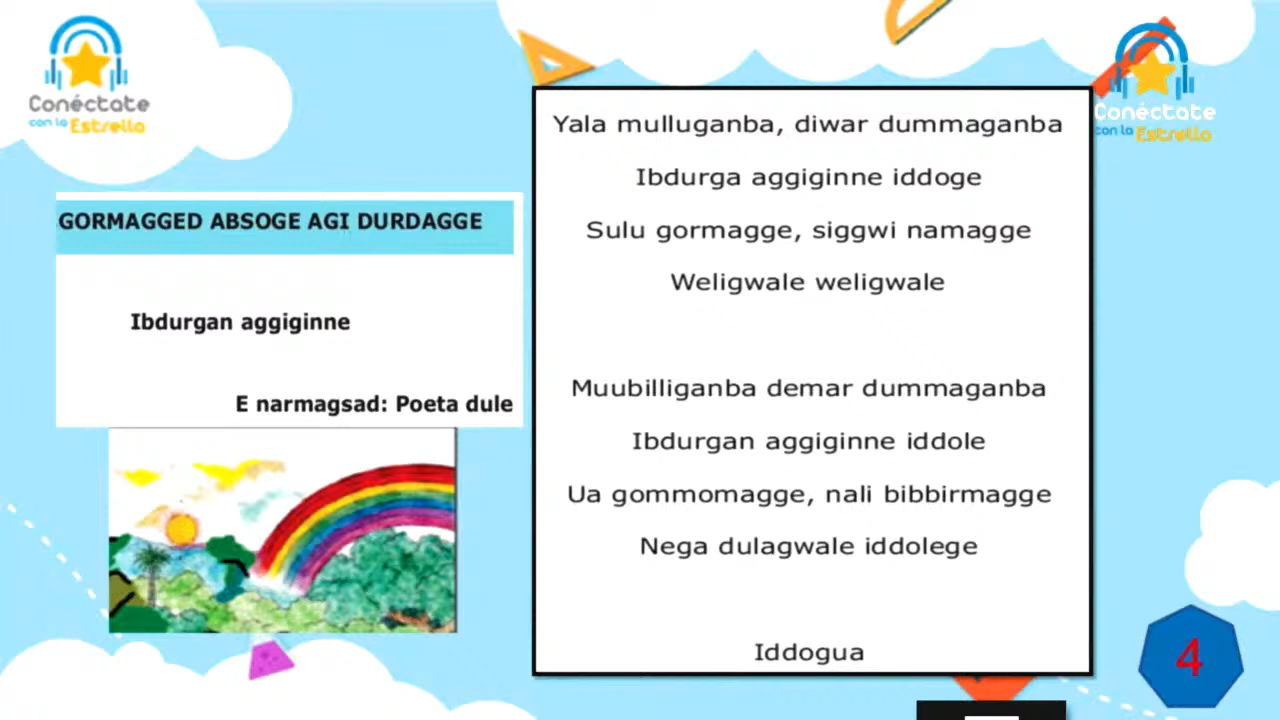 Conéctate
con la Estrella
Conéctate
con la Estrella
GORMAGGED ABSOGE AGI DURDAGGE
Ibdurgan aggiginne
E narmagsad: Poeta dule
Yala mulluganba, diwar dummaganba
Ibdurga aggiginne iddoge
Sulu gormagge, siggwi namagge
Weligwale weligwale
Muubilliganba demar dummaganba
Ibdurgan aggiginne iddole
Ua gommomagge, nali bibbirmagge
Nega dulagwale iddolege
Iddogua
4